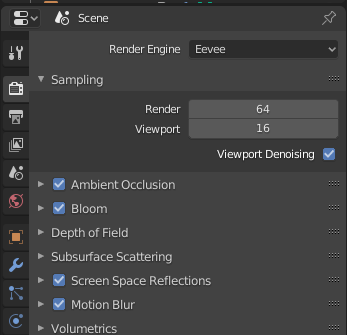 Scene
Render Engine Eevee
Sampling
Render 64
Viewport 16
Viewport Denoising
Ambient Occlusion
Bloom
Depth of Field
Subsurface Scattering
Screen Space Reflections
Motion Blur
Volumetrics